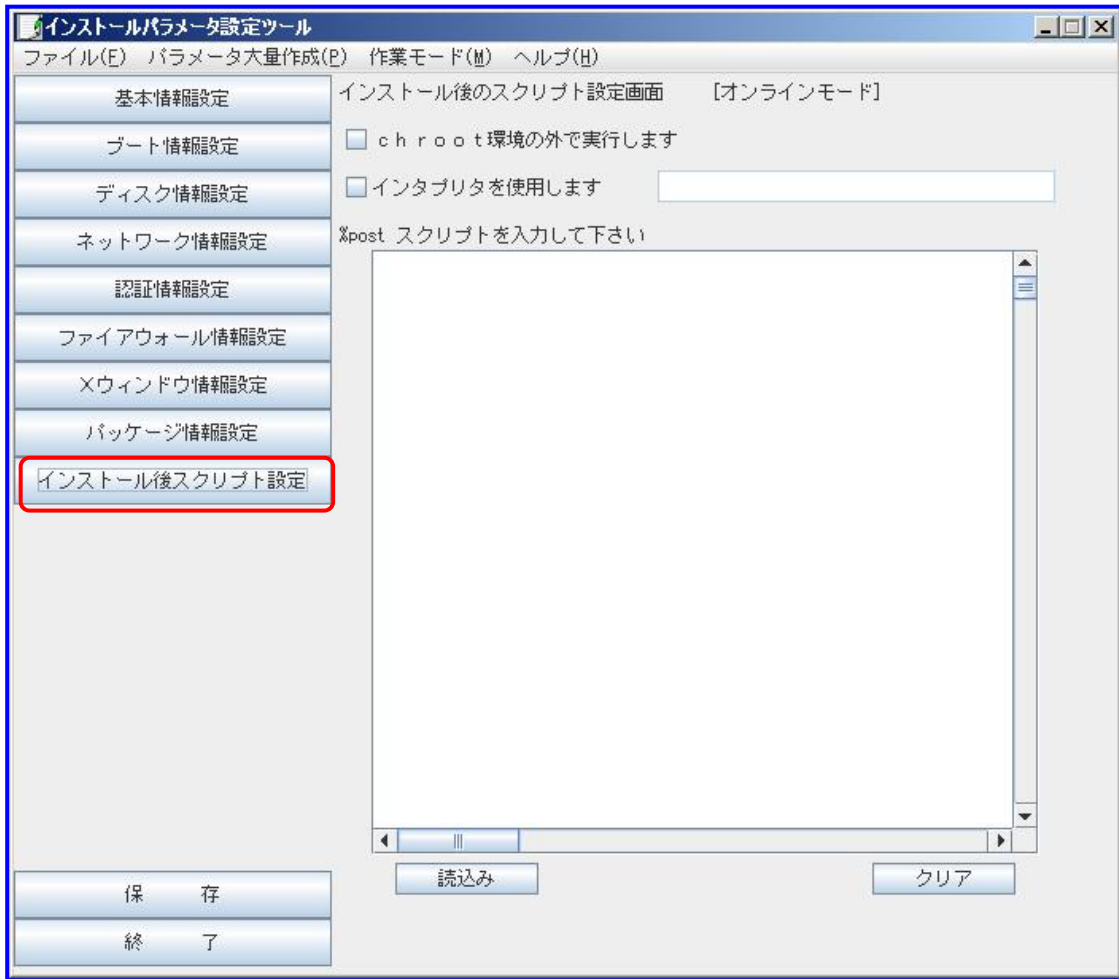 インストールパラメータ設定ツール
ファイル(F) パラメータ大量作成(P) 作業モード(M) ヘルプ(H)
基本情報設定
ブート情報設定
ディスク情報設定
ネットワーク情報設定
認証情報設定
ファイアウォール情報設定
Xウィンドウ情報設定
パッケージ情報設定
インストール後スクリプト設定
保 存
終 了
インストール後のスクリプト設定画面 [オンラインモード]
chroot環境の外で実行します
インタプリタを使用します
%post スクリプトを入力して下さい
読込み
クリア